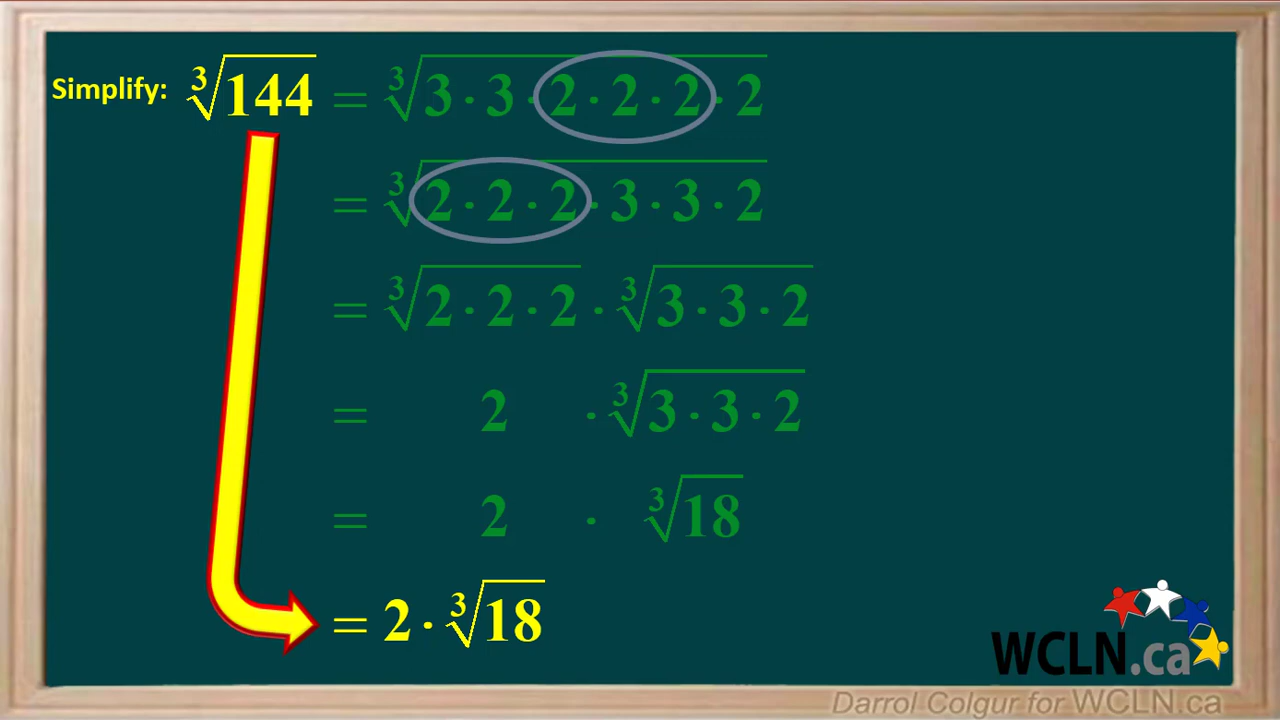 Simplify: ∛144 = ∛3·3·2·2·2·2
= ∛2·2·2·3·3·2
= ∛2·2·2 · ∛3·3·2
= 2 · ∛3·3·2
= 2 · ∛18
= 2 · ∛18
WCLN.ca
Darrol Colgur for WCLN.ca